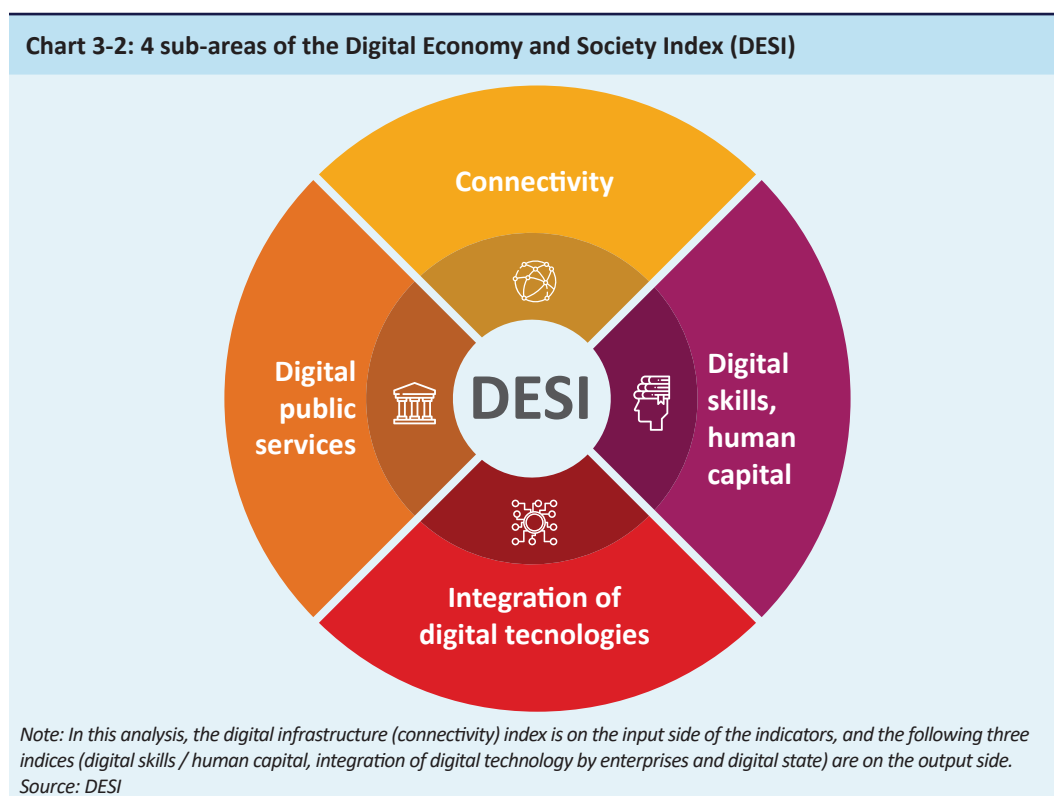 Chart 3-2: 4 sub-areas of the Digital Economy and Society Index (DESI)
Connectivity
Digital
public
services
DESI
Digital
skills,
human
capital
Integration of
digital tecnologies
Note: In this analysis, the digital infrastructure (connectivity) index is on the input side of the indicators, and the following three
indices (digital skills / human capital, integration of digital technology by enterprises and digital state) are on the output side.
Source: DESI